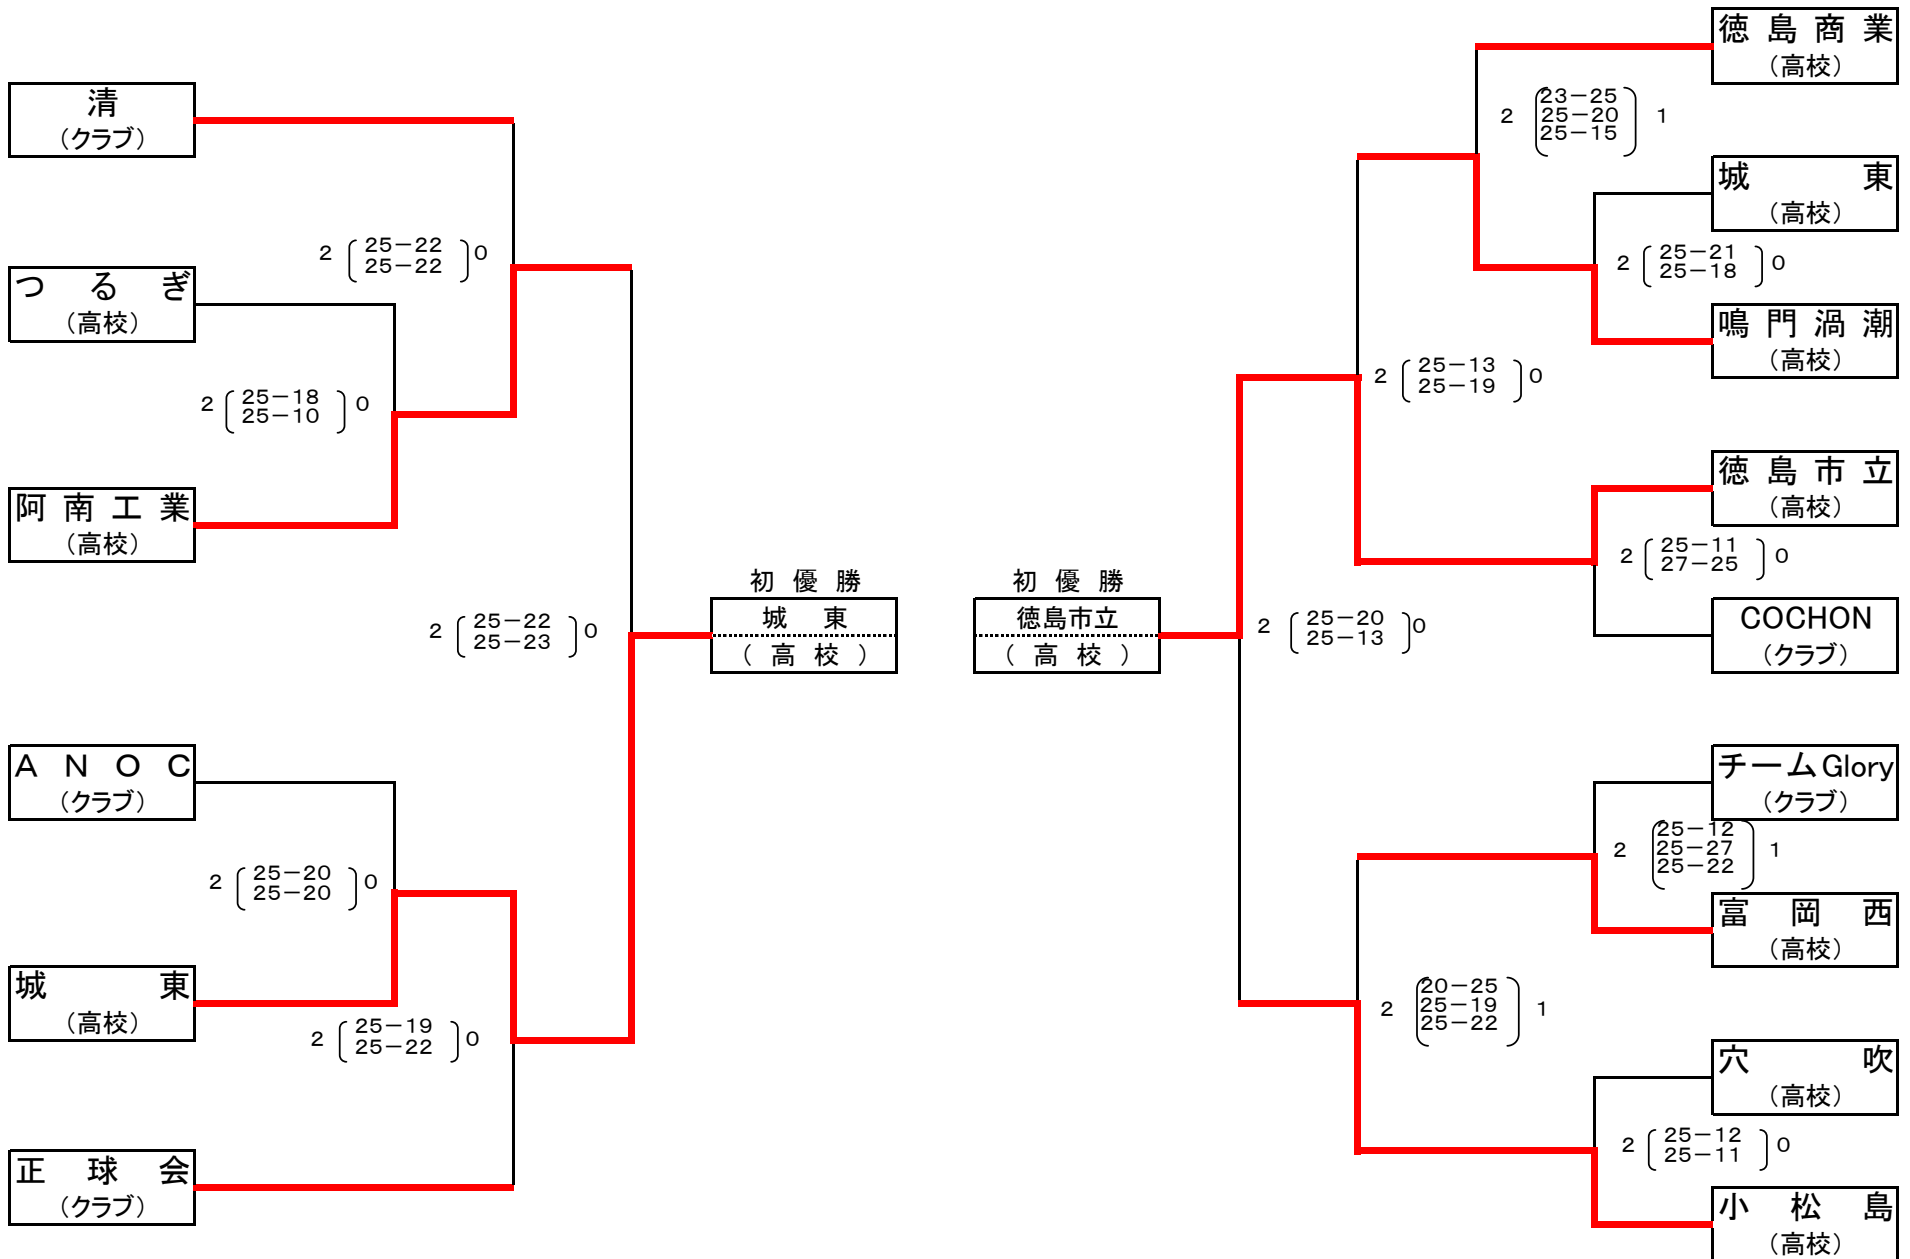 清
（クラブ）
2 25－22 0
25－22
つるぎ
（高校）
2 25－18 0
25－10
阿南工業
（高校）
2 25－22 0
25－23
ＡＮＯＣ
（クラブ）
2 25－20 0
25－20
城東
（高校）
2 25－19 0
25－22
正球会
（クラブ）
初優勝
城東
（高校）
初優勝
徳島市立
（高校）
徳島商業
（高校）
2 23－25 1
25－20
25－15
城東
（高校）
2 25－21 0
25－18
鳴門渦潮
（高校）
2 25－13 0
25－19
徳島市立
（高校）
2 25－11 0
27－25
COCHON
（クラブ）
2 25－20 0
25－13
チームGlory
（クラブ）
2 25－12 1
25－27
25－22
富岡西
（高校）
2 20－25 1
25－19
25－22
穴吹
（高校）
2 25－12 0
25－11
小松島
（高校）